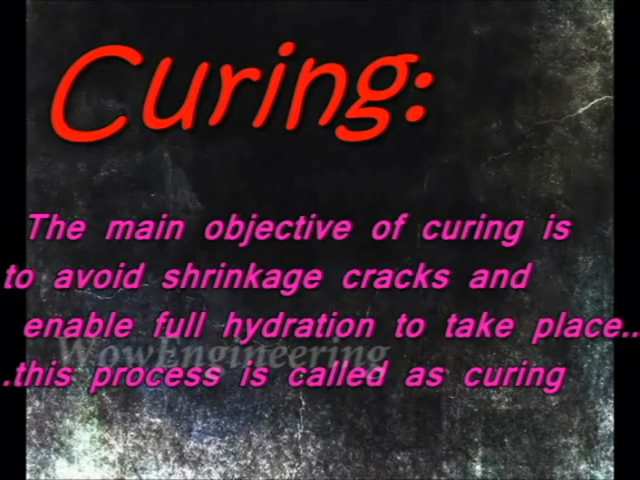 Curing:
The main objective of curing is
to avoid shrinkage cracks and
enable full hydration to take place..
WowEngineering
.this process is called as curing